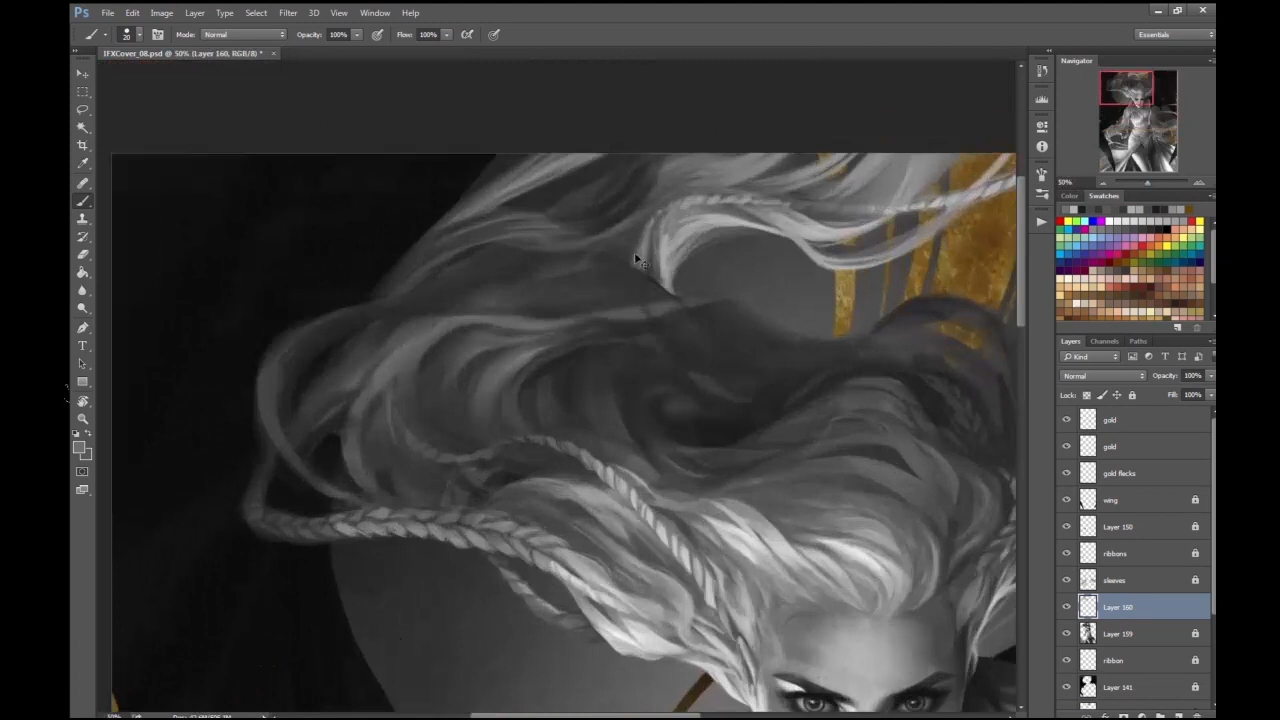 Ps File Edit Image Layer Type Select Filter 3D View Window Help
20 Mode: Normal Opacity: 100% Flow: 100% Essentials
IFXCover_08.psd @ 50% (Layer 160, RGB/8) * ×
Navigator
50%
Color Swatches
Layers Channels Paths
Kind
Normal Opacity: 100%
Lock: Fill: 100%
gold
gold
gold flecks
wing
Layer 150
ribbons
sleeves
Layer 160
Layer 159
ribbon
Layer 141